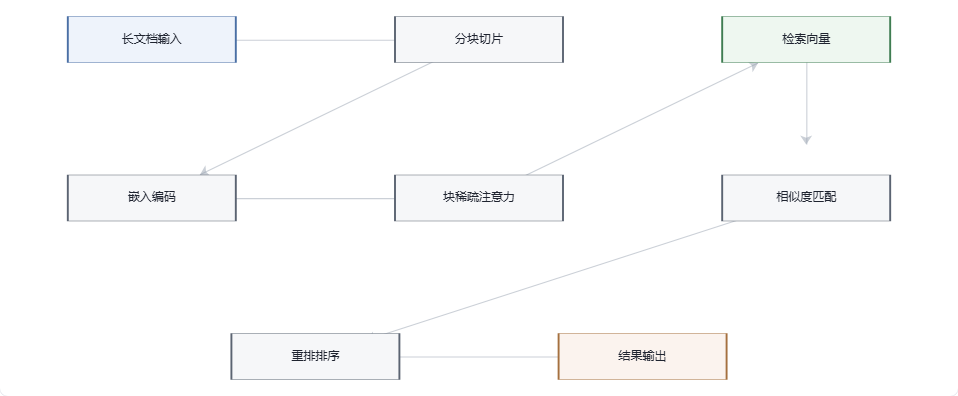 长文档输入
分块切片
检索向量
嵌入编码
块稀疏注意力
相似度匹配
重排排序
结果输出